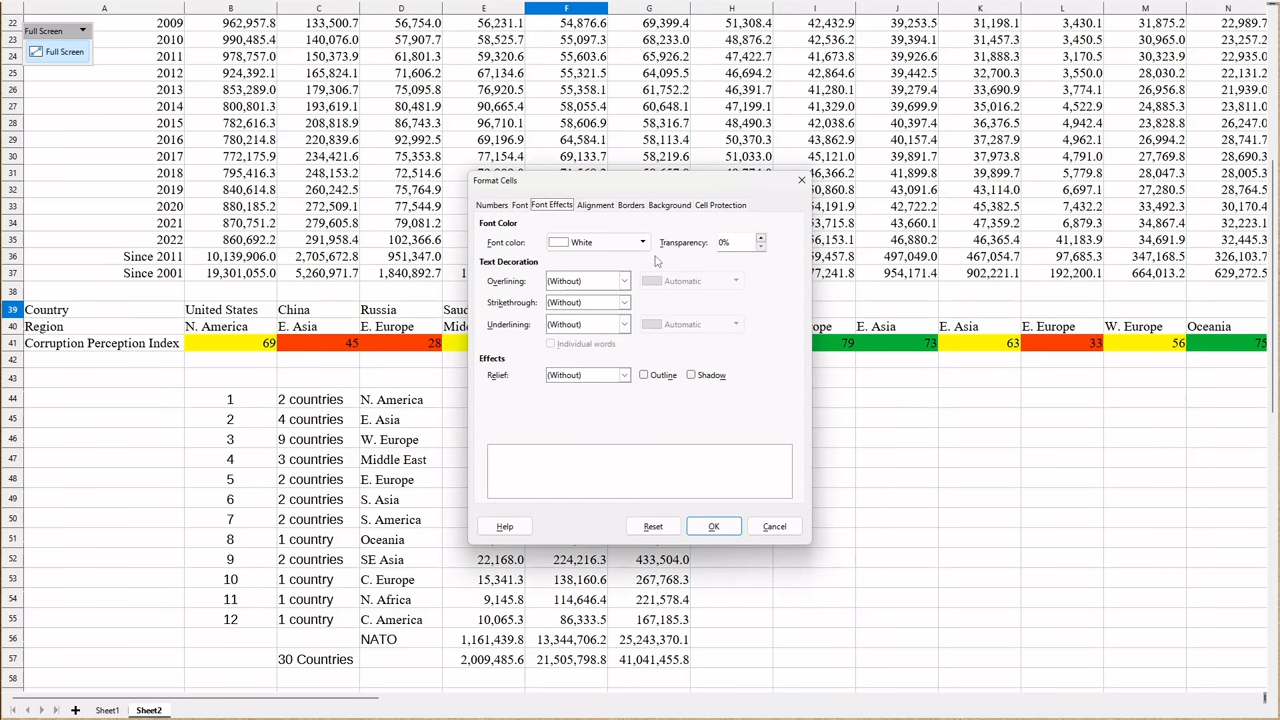 A B C D E F G H I J K L M N
22 2009 962,957.8 133,500.7 56,754.0 56,231.1 54,876.6 69,399.4 51,308.4 42,432.9 39,253.5 31,198.1 3,430.1 31,875.2 22,989.7
Full Screen
23 2010 990,485.4 137,967.4 57,907.7 58,525.7 55,097.3 68,233.0 48,876.2 42,536.2 39,394.1 31,457.3 3,450.5 30,965.0 23,257.2
Full Screen
24 2011 978,757.0 150,373.9 61,801.3 59,320.6 55,603.6 65,926.2 47,422.7 41,673.8 39,926.6 31,888.3 3,170.5 30,323.9 22,935.0
25 2012 924,392.1 165,824.1 71,606.2 67,134.6 55,321.5 64,095.5 46,694.2 42,864.6 39,442.5 32,700.3 3,550.0 28,030.2 22,131.2
26 2013 853,289.0 179,306.7 75,095.8 76,920.5 55,358.1 61,752.2 46,391.7 41,280.1 39,279.4 33,690.9 3,774.1 26,956.8 21,939.0
27 2014 800,801.3 193,619.1 80,481.9 90,665.4 58,055.4 60,648.1 47,199.1 41,329.0 39,699.9 35,016.2 4,522.9 24,885.3 23,811.0
28 2015 782,616.3 208,818.9 86,743.3 96,710.1 58,606.9 58,316.7 48,490.3 42,038.6 40,397.4 36,376.5 4,942.4 23,828.8 26,247.0
29 2016 780,214.8 220,839.6 92,992.5 69,196.9 64,584.1 58,113.4 50,370.3 43,862.9 40,157.4 37,287.9 4,961.2 26,994.2 28,741.7
30 2017 772,175.9 234,421.6 75,353.8 77,154.4 69,133.7 58,219.6 51,033.0 45,121.0 39,891.7 37,973.8 4,791.0 27,769.8 28,690.3
31 2018 795,416.3 248,153.2 72,514.6 46,366.2 41,899.8 39,659.9 5,779.8 28,047.8 28,005.1
32 2019 840,614.8 260,242.5 75,764.9 50,860.8 43,091.6 41,114.0 6,697.1 27,280.5 28,764.5
33 2020 879,945.8 270,984.1 77,544.9 54,191.9 42,722.8 43,057.0 7,121.3 27,169.0 29,390.7
34 2021 870,751.2 279,605.8 79,081.2 53,715.8 43,660.0 47,359.2 6,869.9 34,867.4 32,223.1
35 2022 860,692.2 291,958.4 102,366.6 56,153.1 46,880.2 45,364.4 41,183.9 34,691.9 32,445.3
36 Since 2011 10,139,906.0 2,705,672.8 951,347.0 497,049.0 467,054.7 97,685.3 347,168.5 326,103.7
37 Since 2001 19,301,055.0 5,260,971.7 1,840,892.7 954,171.4 902,221.1 192,200.1 664,013.2 629,272.5
38
39 Country United States China Russia
40 Region N. America E. Asia E. Europe E. Asia E. Asia E. Europe W. Europe Oceania
41 Corruption Perception Index 69 45 28 79 73 63 33 56 75
42
43
44 1 2 countries N. America
45 2 4 countries E. Asia
46 3 9 countries W. Europe
47 4 3 countries Middle East
48 5 2 countries E. Europe
49 6 2 countries S. Asia
50 7 2 countries S. America
51 8 1 country Oceania
52 9 2 countries SE Asia 22,168.0 224,216.3 433,504.0
53 10 1 country C. Europe 15,341.3 138,160.6 267,768.3
54 11 1 country N. Africa 9,145.8 114,646.4 221,578.4
55 12 1 country C. America 10,065.3 86,333.5 167,185.3
56 NATO 1,161,439.8 13,344,706.2 25,243,370.1
57 30 Countries 2,009,485.6 21,505,798.8 41,041,455.8
58
Format Cells
Numbers Font Font Effects Alignment Borders Background Cell Protection
Font Color
Font color: White Transparency: 0%
Text Decoration
Overlining: (Without) Automatic
Strikethrough: (Without)
Underlining: (Without) Automatic
Individual words
Effects
Relief: (Without) Outline Shadow
Help Reset OK Cancel
Sheet1 Sheet2